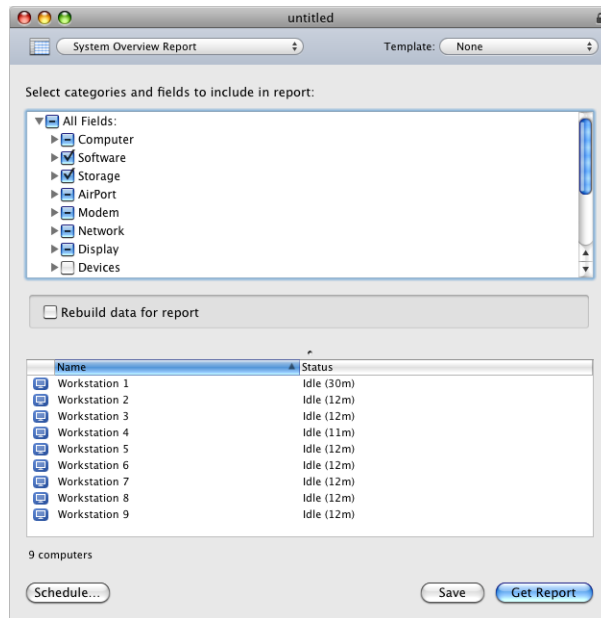 untitled
System Overview Report Template: None
Select categories and fields to include in report:
All Fields:
Computer
Software
Storage
AirPort
Modem
Network
Display
Devices
Rebuild data for report
Name Status
Workstation 1 Idle (30m)
Workstation 2 Idle (12m)
Workstation 3 Idle (12m)
Workstation 4 Idle (11m)
Workstation 5 Idle (12m)
Workstation 6 Idle (12m)
Workstation 7 Idle (12m)
Workstation 8 Idle (12m)
Workstation 9 Idle (12m)
9 computers
Schedule... Save Get Report